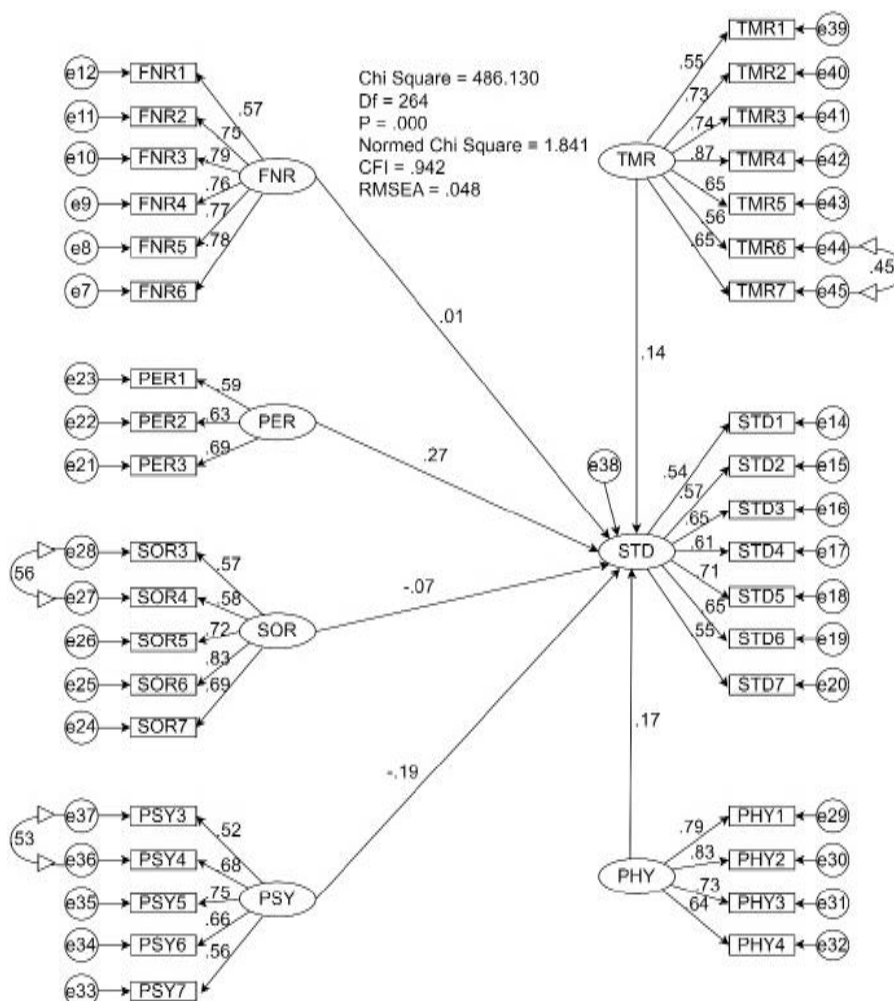 e12 FNR1
e11 FNR2
e10 FNR3
e9 FNR4
e8 FNR5
e7 FNR6
.57
.75
.79
.76
.77
.78
FNR
Chi Square = 486.130
Df = 264
P = .000
Normed Chi Square = 1.841
CFI = .942
RMSEA = .048
TMR
.55
.73
.74
.87
.65
.56
.65
TMR1 e39
TMR2 e40
TMR3 e41
TMR4 e42
TMR5 e43
TMR6 e44
TMR7 e45
.45
.01
.14
e23 PER1
e22 PER2
e21 PER3
.59
.63
.69
PER
.27
e38
STD
.54
.57
.65
.61
.71
.65
.55
STD1 e14
STD2 e15
STD3 e16
STD4 e17
STD5 e18
STD6 e19
STD7 e20
56
e28 SOR3
e27 SOR4
e26 SOR5
e25 SOR6
e24 SOR7
.57
.58
.72
.83
.69
SOR
-.07
-.19
.17
53
e37 PSY3
e36 PSY4
e35 PSY5
e34 PSY6
e33 PSY7
.52
.68
.75
.66
.56
PSY
PHY
.79
.83
.73
64
PHY1 e29
PHY2 e30
PHY3 e31
PHY4 e32